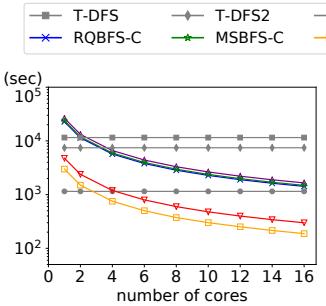 T-DFS T-DFS2
RQBFS-C MSBFS-C
(sec)
10^5
10^4
10^3
10^2
0 2 4 6 8 10 12 14 16
number of cores